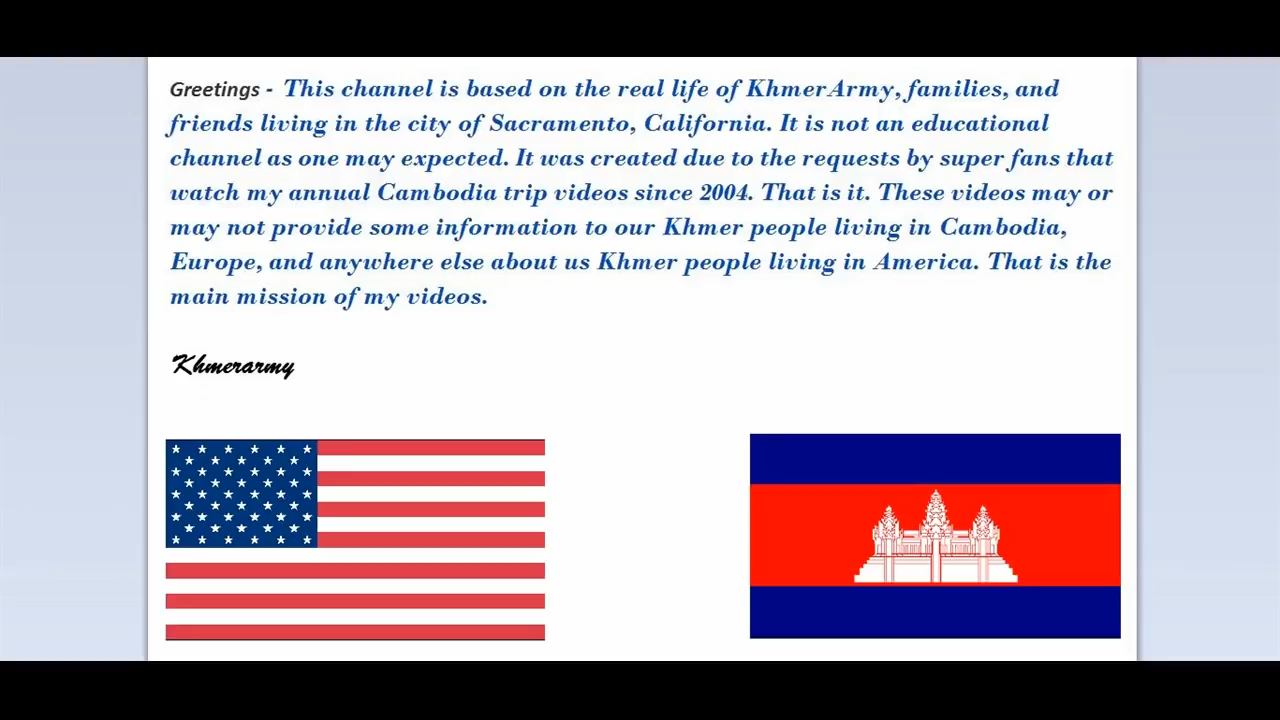 Greetings - This channel is based on the real life of KhmerArmy, families, and
friends living in the city of Sacramento, California. It is not an educational
channel as one may expected. It was created due to the requests by super fans that
watch my annual Cambodia trip videos since 2004. That is it. These videos may or
may not provide some information to our Khmer people living in Cambodia,
Europe, and anywhere else about us Khmer people living in America. That is the
main mission of my videos.
Khmerarmy